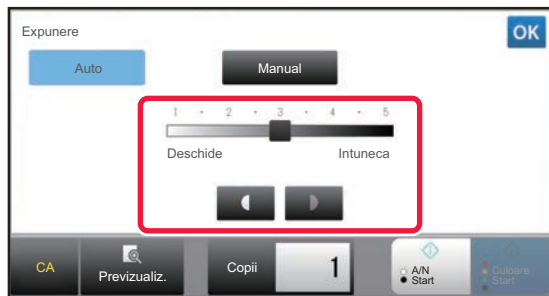 Expunere
OK
Auto
Manual
1 · 2 · 3 · 4 · 5
Deschide
Intuneca
CA
Previzualiz.
Copii
1
A/N
Start
Culoare
Start